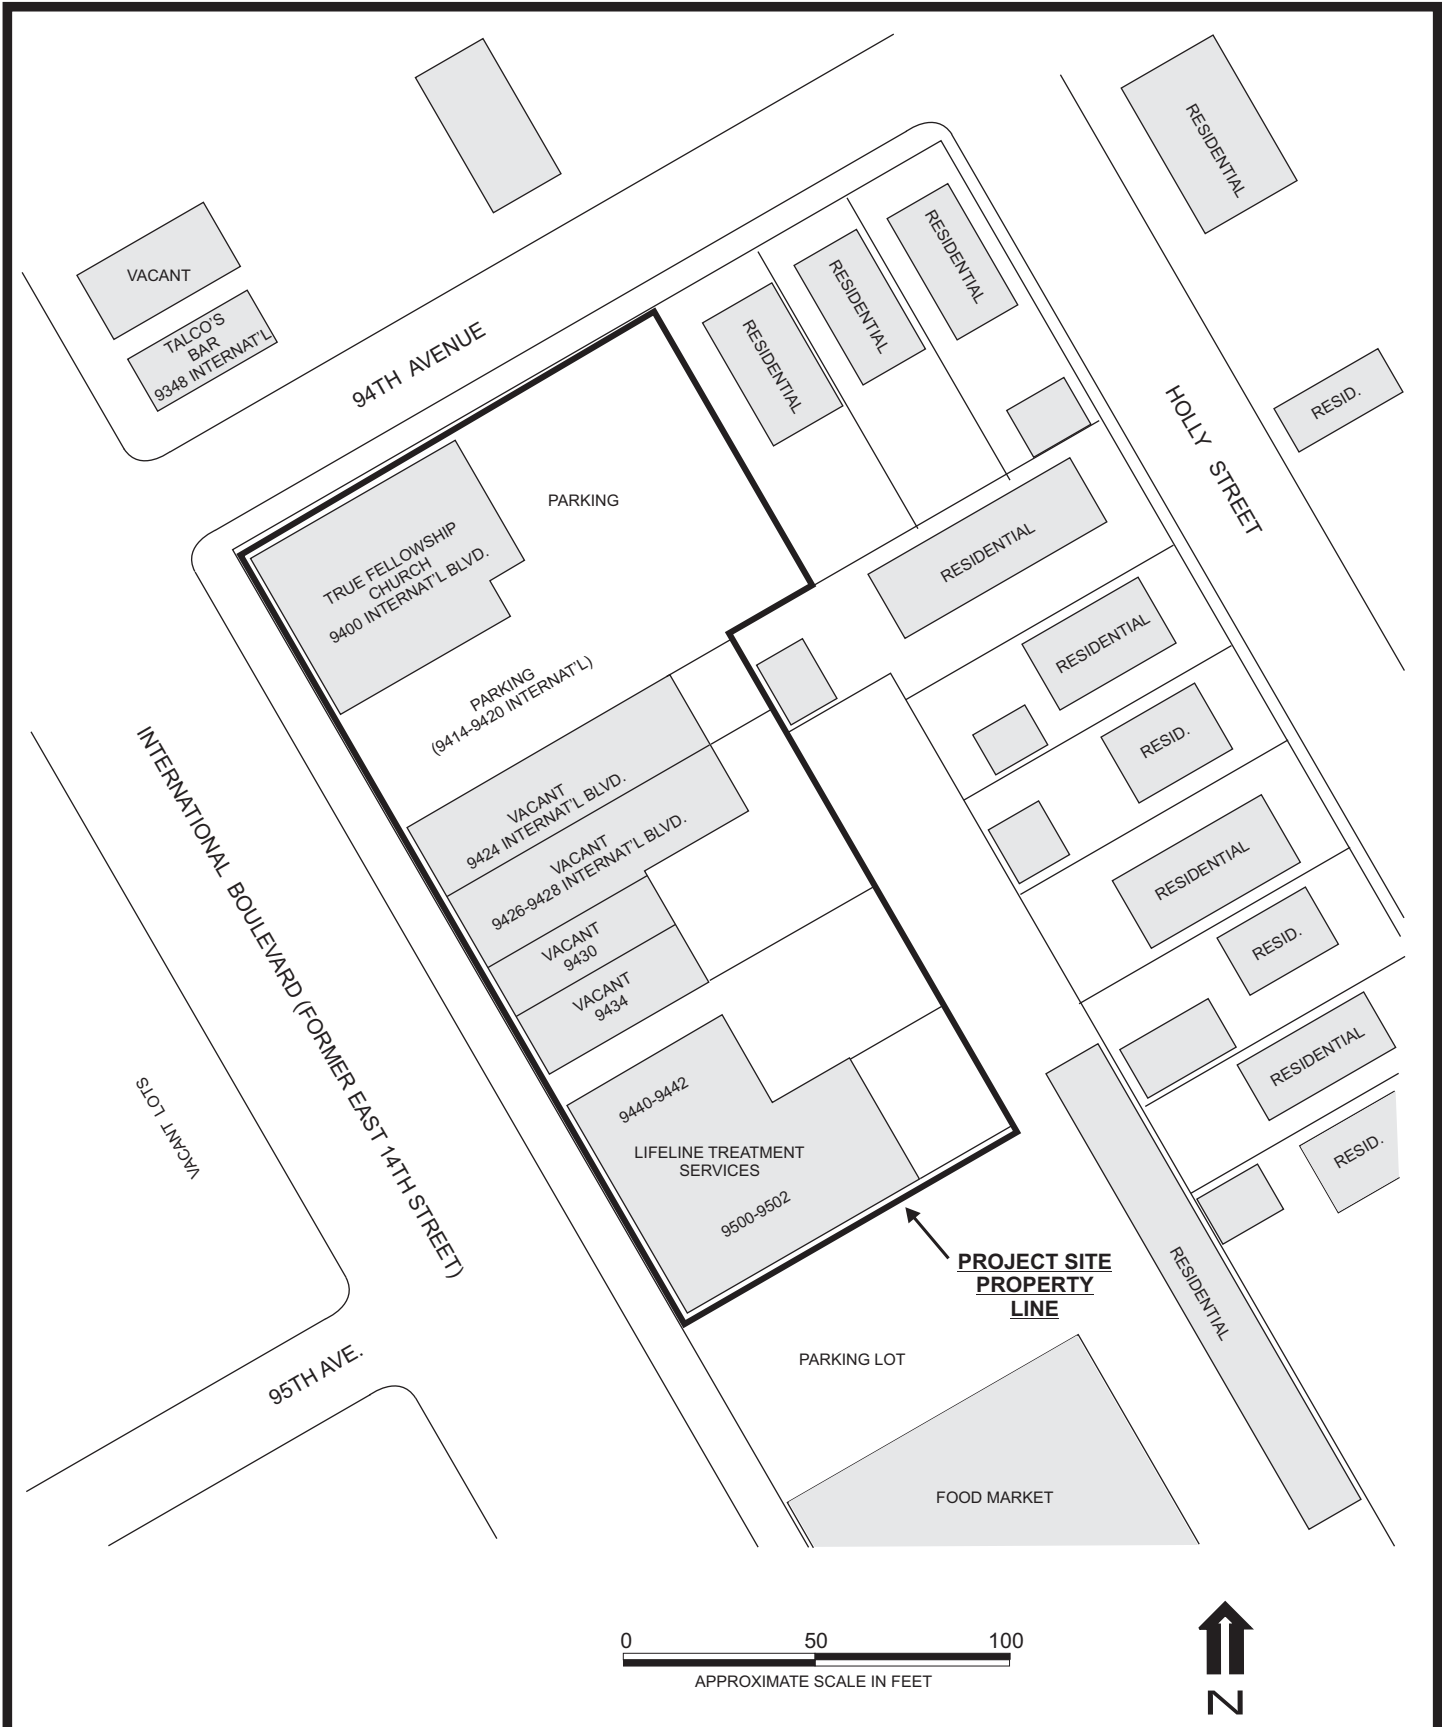 RESIDENTIAL
RESIDENTIAL
RESIDENTIAL
RESIDENTIAL
VACANT
TALCO'S
BAR
9348 INTERNAT'L
94TH AVENUE
RESID.
HOLLY STREET
PARKING
TRUE FELLOWSHIP
CHURCH
9400 INTERNAT'L BLVD.
RESIDENTIAL
RESIDENTIAL
PARKING
(9414-9420 INTERNAT'L)
RESID.
VACANT
9424 INTERNAT'L BLVD.
VACANT
9426-9428 INTERNAT'L BLVD.
RESIDENTIAL
VACANT
9430
RESID.
VACANT
9434
INTERNATIONAL BOULEVARD (FORMER EAST 14TH STREET)
VACANT LOTS
RESIDENTIAL
9440-9442
LIFELINE TREATMENT
SERVICES
9500-9502
RESID.
PROJECT SITE
PROPERTY
LINE
RESIDENTIAL
95TH AVE.
PARKING LOT
FOOD MARKET
0 50 100
APPROXIMATE SCALE IN FEET
N